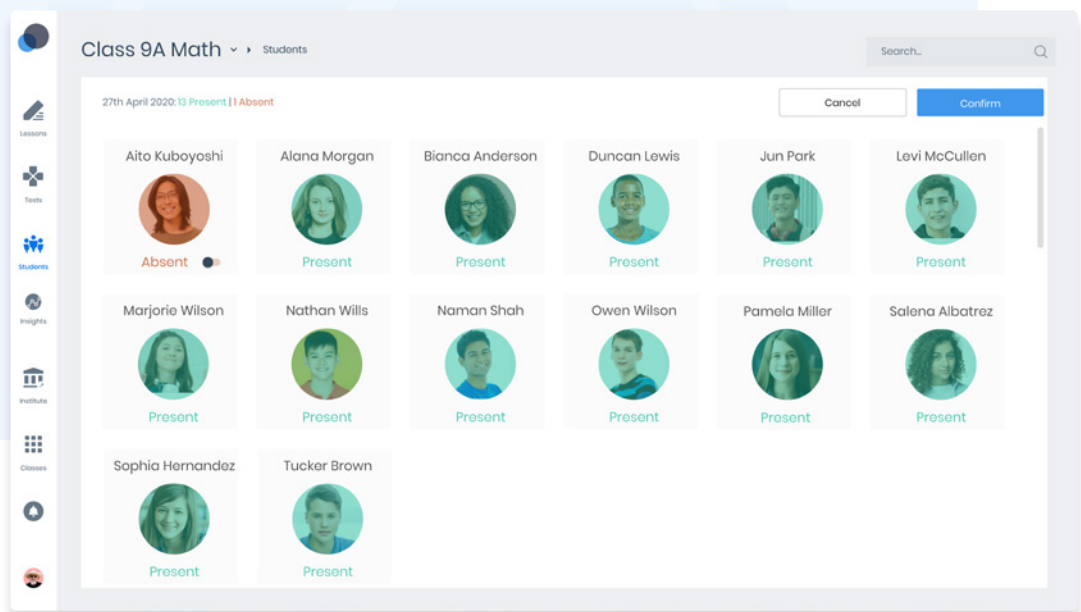 Class 9A Math Students
Search...
27th April 2020: 13 Present | 1 Absent
Cancel
Confirm
Lessons
Tests
Students
Insights
Institute
Classes
Aito Kuboyoshi
Absent
Alana Morgan
Present
Bianca Anderson
Present
Duncan Lewis
Present
Jun Park
Present
Levi McCullen
Present
Marjorie Wilson
Present
Nathan Wills
Present
Naman Shah
Present
Owen Wilson
Present
Pamela Miller
Present
Salena Albatrez
Present
Sophia Hernandez
Present
Tucker Brown
Present